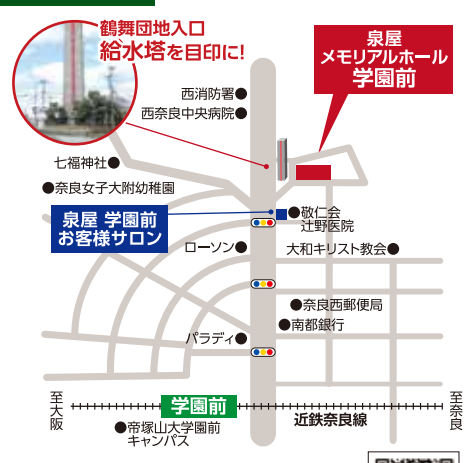 鶴舞団地入口
給水塔を目印に!
泉屋
メモリアルホール
学園前
西消防署
西奈良中央病院
七福神社
奈良女子大附幼稚園
泉屋 学園前
お客様サロン
敬仁会
辻野医院
ローソン
大和キリスト教会
奈良西郵便局
南都銀行
パラディ
至大阪
学園前
近鉄奈良線
至奈良
帝塚山大学園前
キャンパス